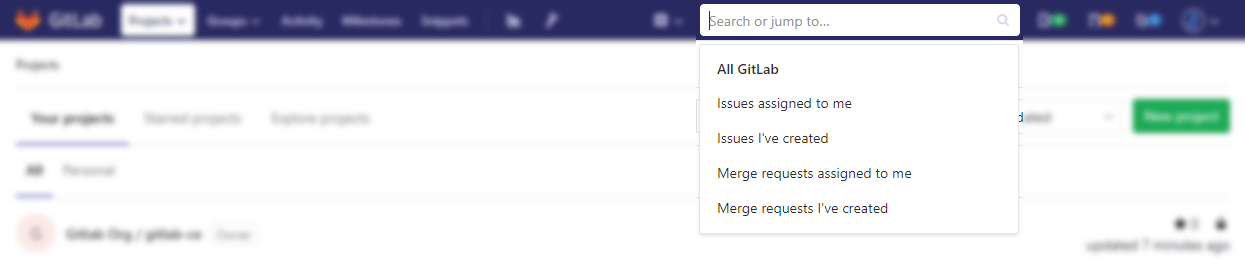 GitLab Projects Groups Activity Milestones Snippets Search or jump to...
Projects
All GitLab
Issues assigned to me
Your projects Starred projects Explore projects New project
Issues I've created
All Personal
Merge requests assigned to me
Merge requests I've created
Gitlab Org / gitlab-ce Owner
updated 7 minutes ago